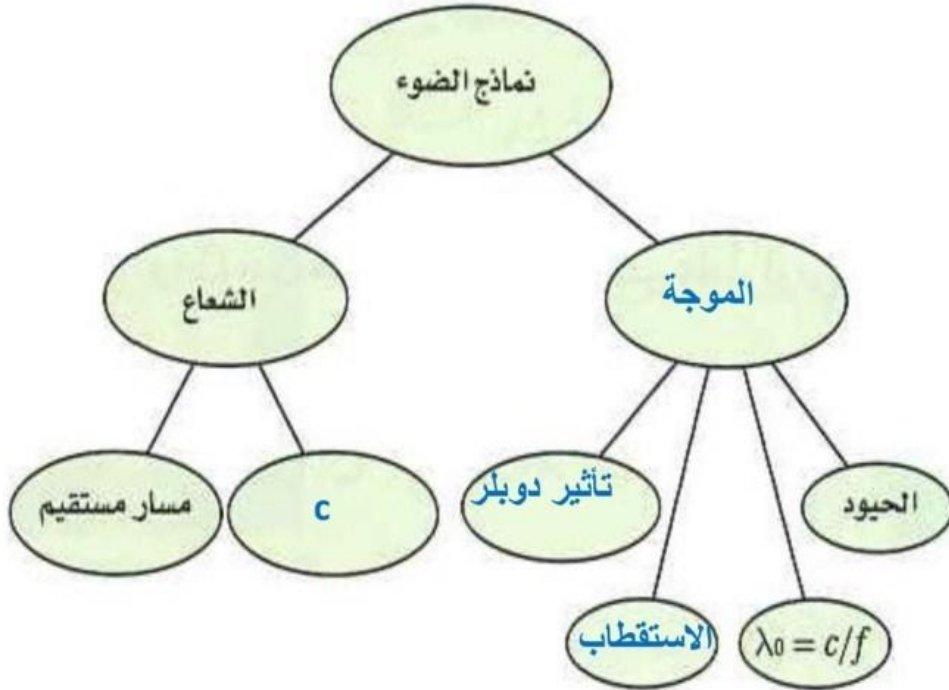 نماذج الضوء
الموجة
الشعاع
الحيود
تأثير دوبلر
c
مسار مستقيم
λ0 = c/f
الاستقطاب